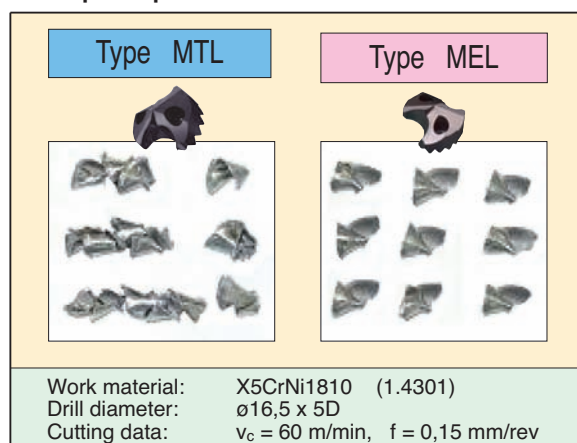 Type MTL
Type MEL
Work material: X5CrNi1810 (1.4301)
Drill diameter: ø16,5 x 5D
Cutting data: vc = 60 m/min, f = 0,15 mm/rev